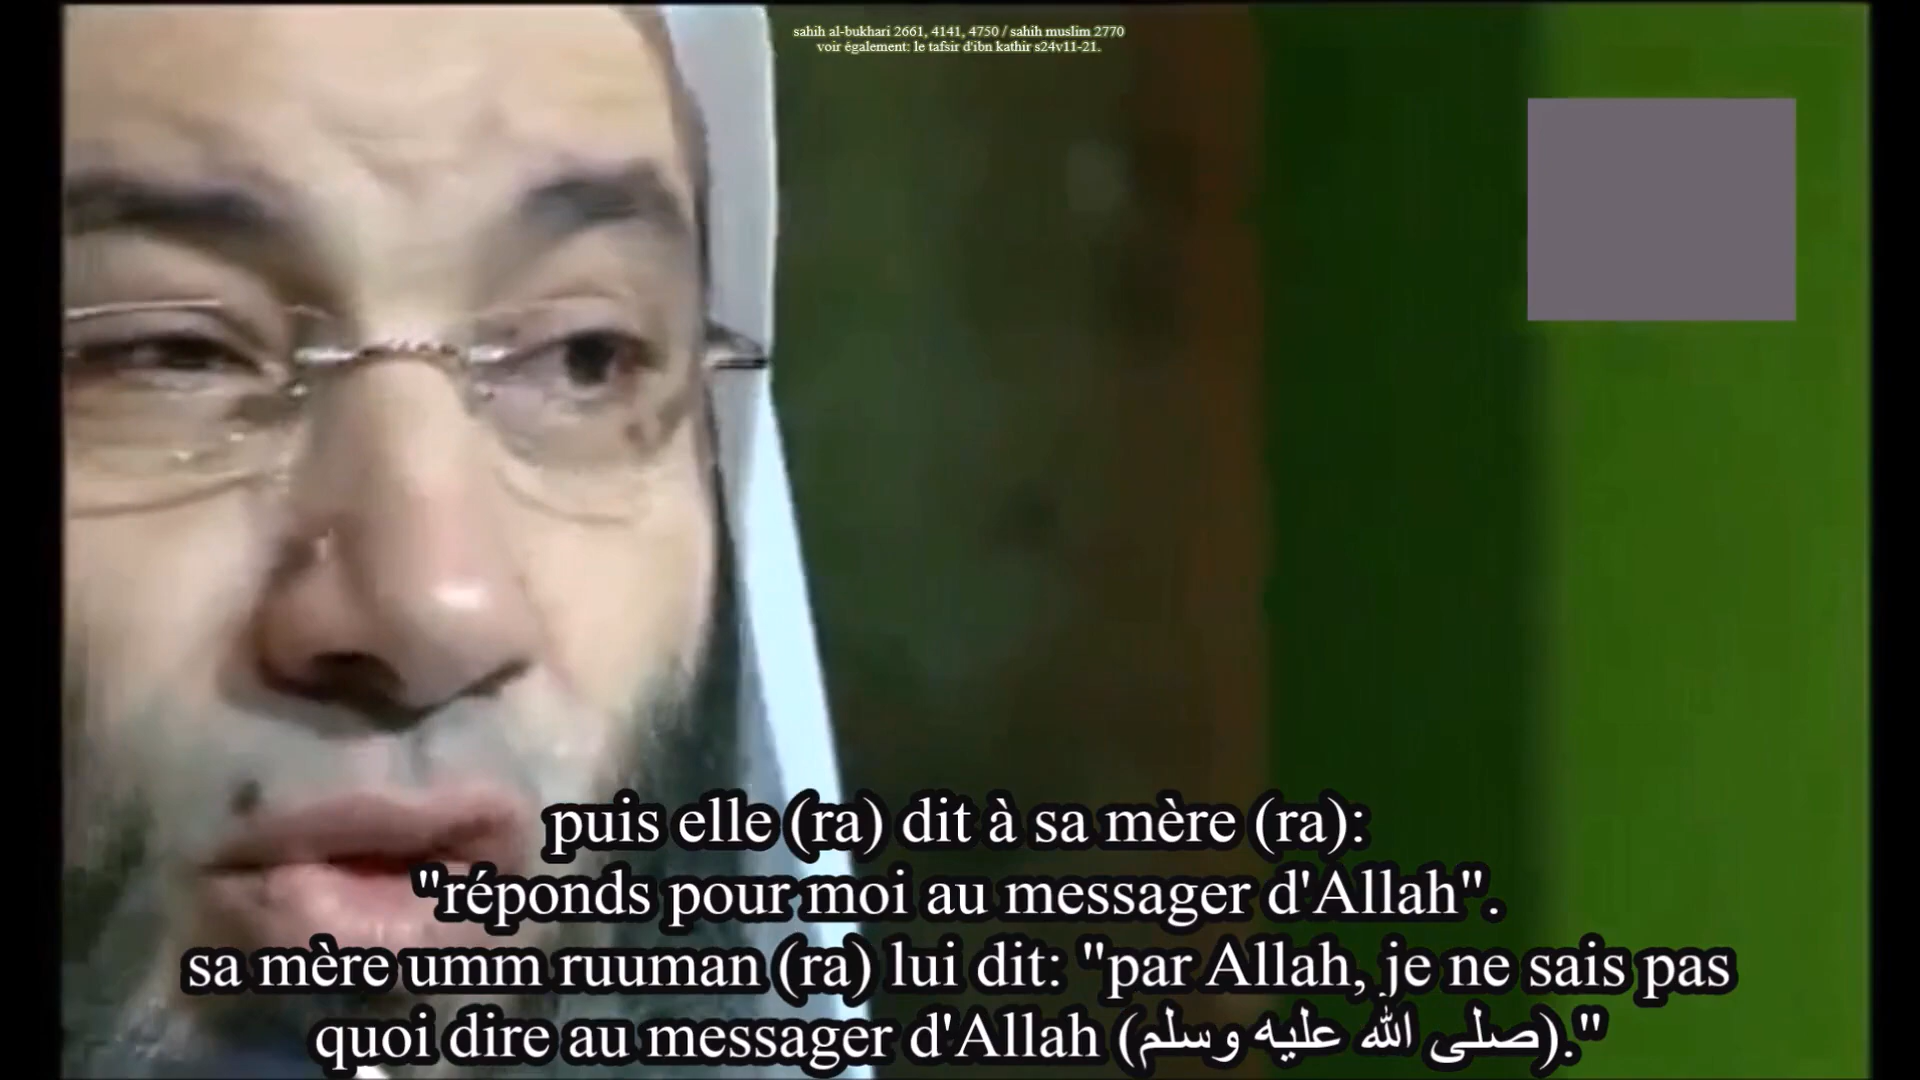 sahih al-bukhari 2661, 4141, 4750 / sahih muslim 2770
voir également: le tafsir d'ibn kathir s24v11-21.
puis elle (ra) dit à sa mère (ra):
"réponds pour moi au messager d'Allah".
sa mère umm ruuman (ra) lui dit: "par Allah, je ne sais pas
quoi dire au messager d'Allah (صلى الله عليه وسلم)."